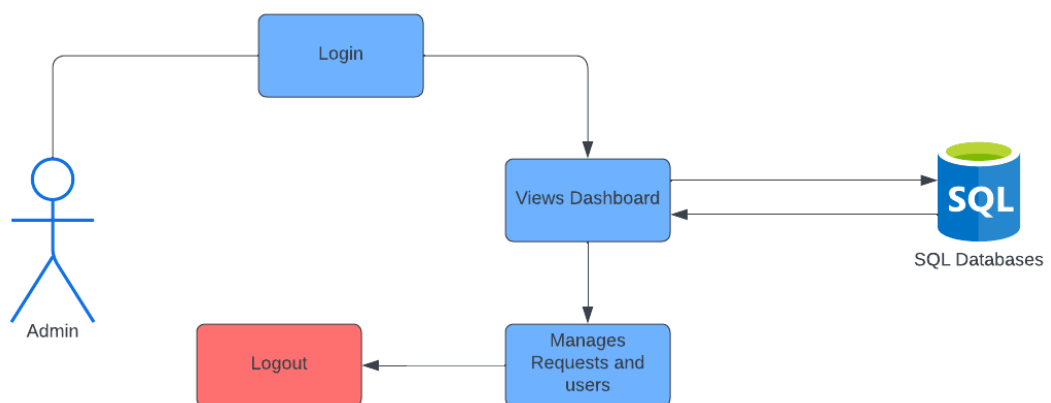 Login
Views Dashboard
SQL
SQL Databases
Admin
Manages
Requests and
users
Logout